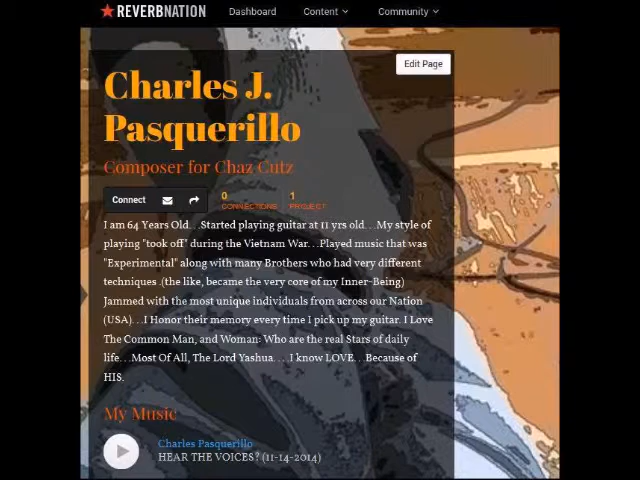 REVERBNATION Dashboard Content Community
Edit Page
Charles J.
Pasquerillo
Composer for Chaz Cutz
Connect 0 1
CONNECTIONS PROJECT
I am 64 Years Old. . .Started playing guitar at 11 yrs old. . .My style of
playing "took off" during the Vietnam War. . .Played music that was
"Experimental" along with many Brothers who had very different
techniques .(the like, became the very core of my Inner-Being)
Jammed with the most unique individuals from across our Nation
(USA). . .I Honor their memory every time I pick up my guitar. I Love
The Common Man, and Woman: Who are the real Stars of daily
life. . .Most Of All, The Lord Yashua. . . .I know LOVE. . .Because of
HIS.
My Music
Charles Pasquerillo
HEAR THE VOICES? (11-14-2014)